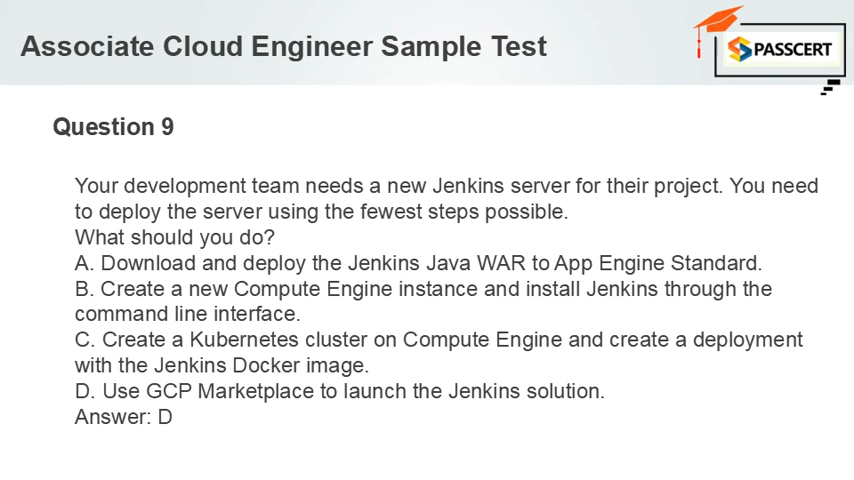 Associate Cloud Engineer Sample Test
PASSCERT
Question 9
Your development team needs a new Jenkins server for their project. You need
to deploy the server using the fewest steps possible.
What should you do?
A. Download and deploy the Jenkins Java WAR to App Engine Standard.
B. Create a new Compute Engine instance and install Jenkins through the
command line interface.
C. Create a Kubernetes cluster on Compute Engine and create a deployment
with the Jenkins Docker image.
D. Use GCP Marketplace to launch the Jenkins solution.
Answer: D